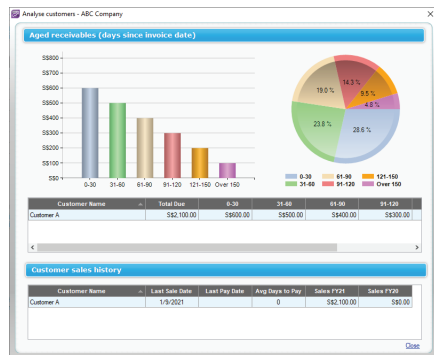 Analyse customers - ABC Company
Aged receivables (days since invoice date)
S$800
S$700
S$600
S$500
S$400
S$300
S$200
S$100
S$0
0-30 31-60 61-90 91-120 121-150 Over 150
14.3 %
19.0 %
9.5 %
4.8 %
23.8 %
28.6 %
0-30 61-90 121-150
31-60 91-120 Over 150
Customer Name Total Due 0-30 31-60 61-90 91-120
Customer A S$2,100.00 S$600.00 S$500.00 S$400.00 S$300.00
Customer sales history
Customer Name Last Sale Date Last Pay Date Avg Days to Pay Sales FY21 Sales FY20
Customer A 1/9/2021 0 S$2,100.00 S$0.00
Close